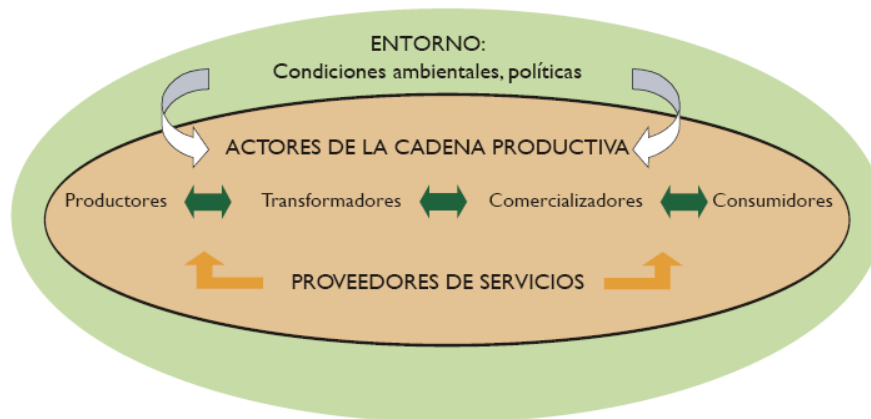 ENTORNO:
Condiciones ambientales, políticas
ACTORES DE LA CADENA PRODUCTIVA
Productores Transformadores Comercializadores Consumidores
PROVEEDORES DE SERVICIOS